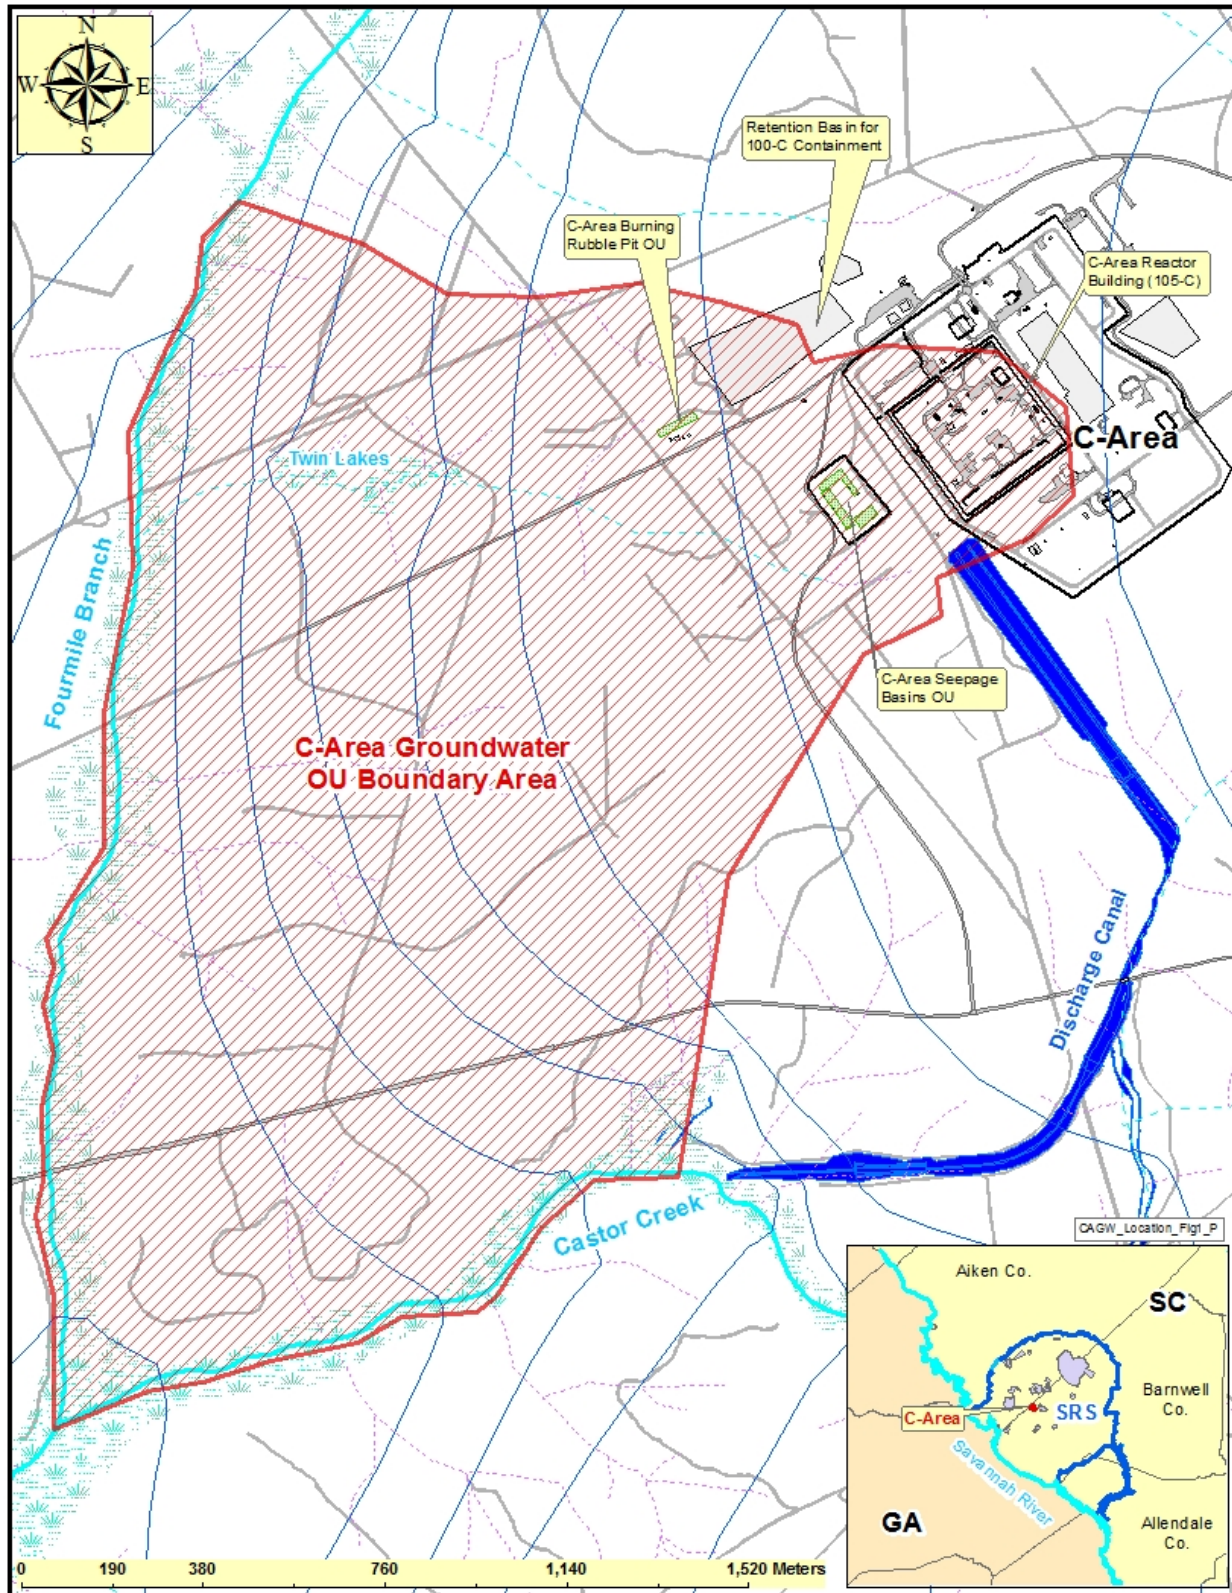 N
W E
S
Retention Basin for
100-C Containment
C-Area Burning
Rubble Pit OU
C-Area Reactor
Building (105-C)
C-Area
Twin Lakes
Fourmile Branch
C-Area Seepage
Basins OU
C-Area Groundwater
OU Boundary Area
Discharge Canal
Castor Creek
CAGW_Location_Fig1_P
Aiken Co.
SC
Barnwell
Co.
C-Area
SRS
Savannah River
GA
Allendale
Co.
0 190 380 760 1,140 1,520 Meters